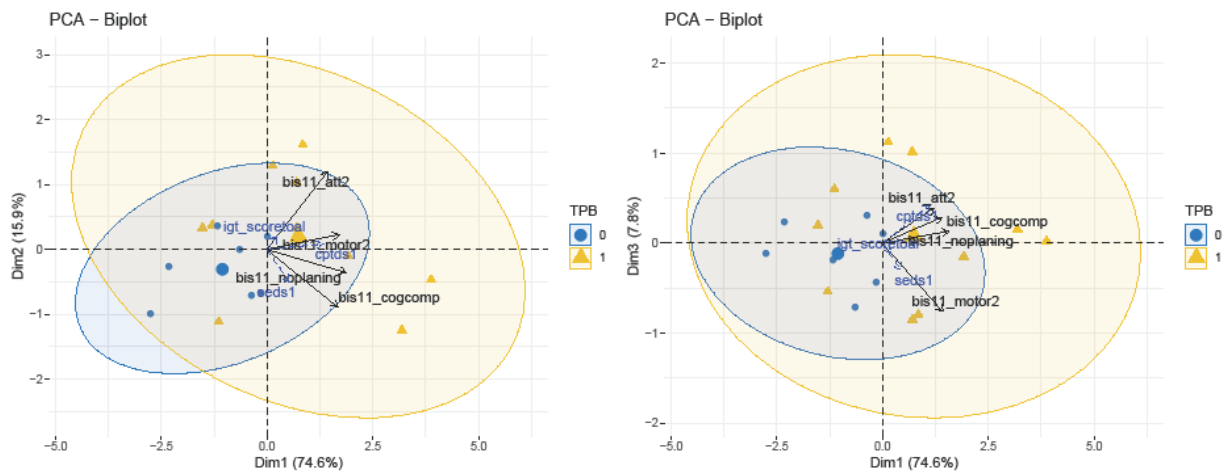 PCA - Biplot
3
2
1
0
-1
-2
Dim2 (15.9%)
-5.0
-2.5
0.0
2.5
5.0
Dim1 (74.6%)
bis11_att2
igt_scoretoal
bis11_motor2
cptds1
bis11_noplaning
seds1
bis11_cogcomp
TPB
0
1
PCA - Biplot
2
1
0
-1
-2
Dim3 (7.8%)
-5.0
-2.5
0.0
2.5
5.0
Dim1 (74.6%)
bis11_att2
cptds1
bis11_cogcomp
igt_scoretoal
bis11_noplaning
seds1
bis11_motor2
TPB
0
1